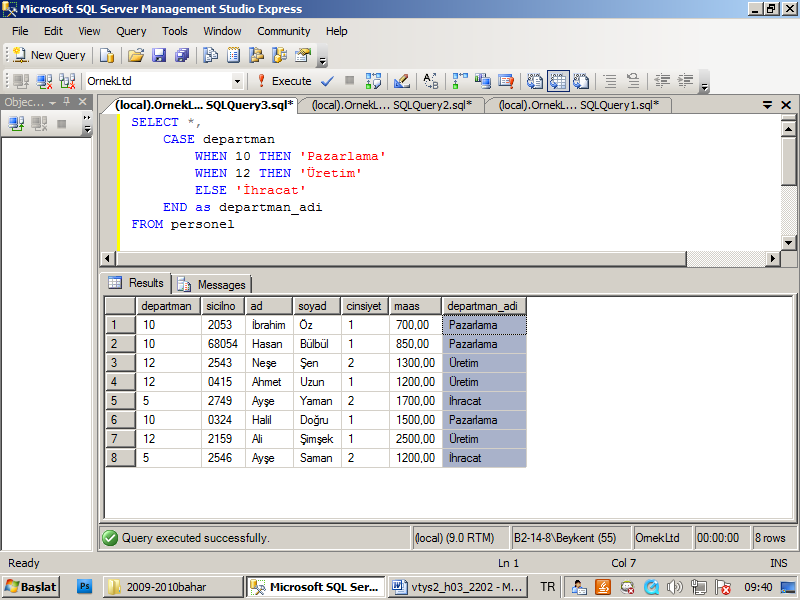 Microsoft SQL Server Management Studio Express
File Edit View Query Tools Window Community Help
New Query
OrnekLtd Execute
Objec...
(local).OrnekL... SQLQuery3.sql* (local).OrnekL... SQLQuery2.sql* (local).OrnekL... SQLQuery1.sql*
SELECT *,
CASE departman
WHEN 10 THEN 'Pazarlama'
WHEN 12 THEN 'Üretim'
ELSE 'İhracat'
END as departman_adi
FROM personel
Results Messages
departman sicilno ad soyad cinsiyet maas departman_adi
1 10 2053 İbrahim Öz 1 700,00 Pazarlama
2 10 68054 Hasan Bülbül 1 850,00 Pazarlama
3 12 2543 Neşe Şen 2 1300,00 Üretim
4 12 0415 Ahmet Uzun 1 1200,00 Üretim
5 5 2749 Ayşe Yaman 2 1700,00 İhracat
6 10 0324 Halil Doğru 1 1500,00 Pazarlama
7 12 2159 Ali Şimşek 1 2500,00 Üretim
8 5 2546 Ayşe Saman 2 1200,00 İhracat
Query executed successfully. (local) (9.0 RTM) B2-14-8\Beykent (55) OrnekLtd 00:00:00 8 rows
Ready Ln 1 Col 7 INS
Başlat Ps 2009-2010bahar Microsoft SQL Ser... vtys2_h03_2202 - M... TR 09:40